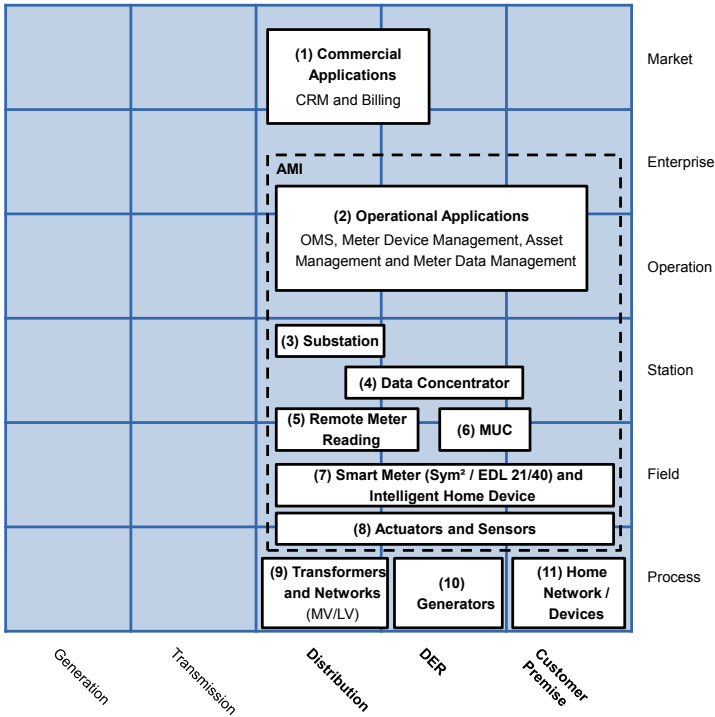 (1) Commercial
Applications
CRM and Billing
Market
Enterprise
AMI
(2) Operational Applications
OMS, Meter Device Management, Asset
Management and Meter Data Management
Operation
(3) Substation
(4) Data Concentrator
Station
(5) Remote Meter
Reading
(6) MUC
(7) Smart Meter (Sym² / EDL 21/40) and
Intelligent Home Device
Field
(8) Actuators and Sensors
(9) Transformers
and Networks
(MV/LV)
(10)
Generators
(11) Home
Network /
Devices
Process
Generation
Transmission
Distribution
DER
Customer
Premise